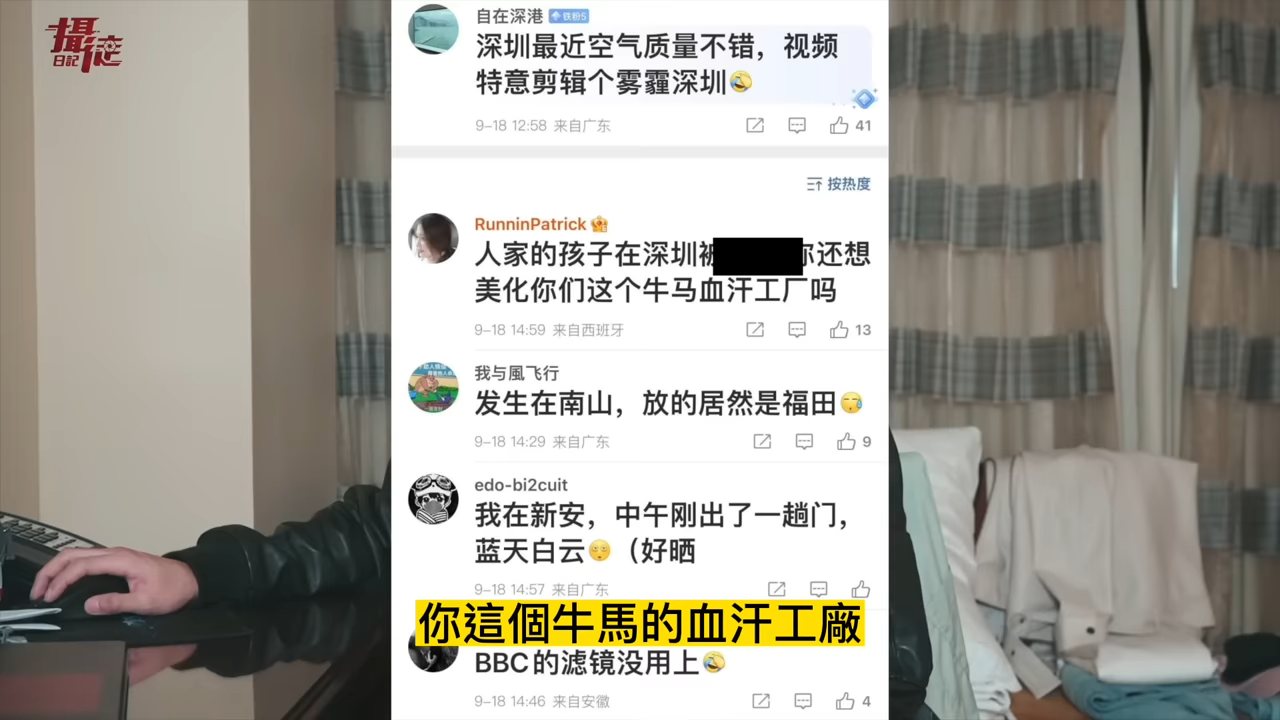 攝徒
日記
自在深港 铁粉5
深圳最近空气质量不错，视频
特意剪辑个雾霾深圳🤣
9-18 12:58 来自广东 41
按热度
RunninPatrick
人家的孩子在深圳被 你还想
美化你们这个牛马血汗工厂吗
9-18 14:59 来自西班牙 13
我与風飞行
发生在南山，放的居然是福田😅
9-18 14:29 来自广东 9
edo-bi2cuit
我在新安，中午刚出了一趟门，
蓝天白云🙄（好晒
9-18 14:57 来自广东
你這個牛馬的血汗工廠
BBC的滤镜没用上🤣
9-18 14:46 来自安徽 4